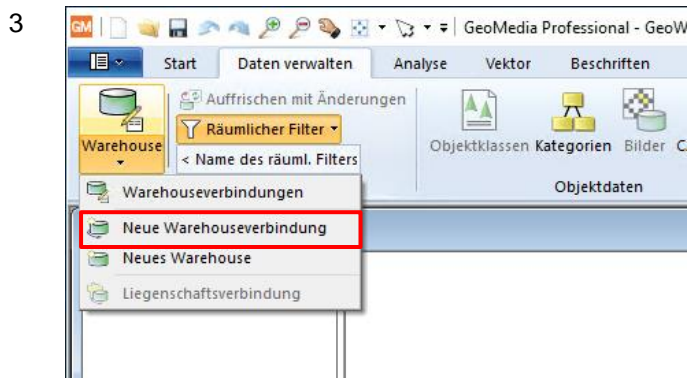 3
GM GeoMedia Professional - GeoW
Start Daten verwalten Analyse Vektor Beschriften
Auffrischen mit Änderungen
Räumlicher Filter
Warehouse
< Name des räuml. Filters
Objektklassen Kategorien Bilder C
Objektdaten
Warehouseverbindungen
Neue Warehouseverbindung
Neues Warehouse
Liegenschaftsverbindung